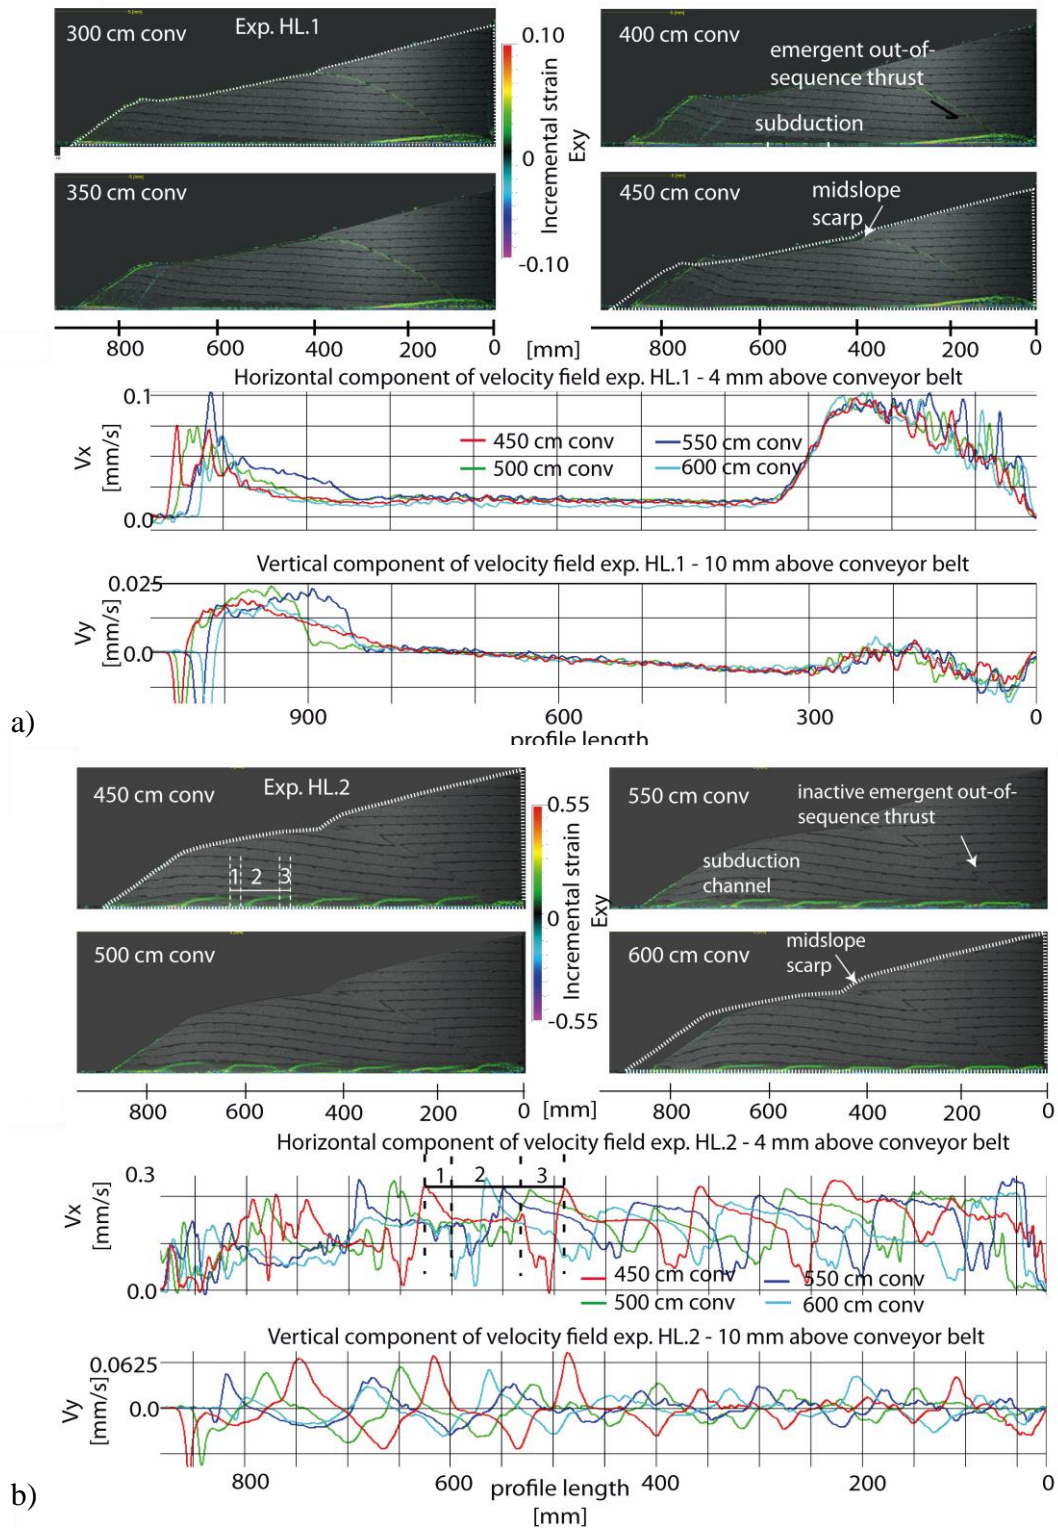 300 cm conv
Exp. HL.1
0.10
0
-0.10
Incremental strain
Exy
400 cm conv
emergent out-of-
sequence thrust
subduction
350 cm conv
450 cm conv
midslope
scarp
800 600 400 200 0 [mm] 800 600 400 200 0
Horizontal component of velocity field exp. HL.1 - 4 mm above conveyor belt
0.1
Vx
[mm/s]
0.0
450 cm conv
550 cm conv
500 cm conv
600 cm conv
Vertical component of velocity field exp. HL.1 - 10 mm above conveyor belt
0.025
Vy
[mm/s]
0.0
900 600 300 0
profile length
a)
450 cm conv
Exp. HL.2
1 2 3
0.55
0
-0.55
Incremental strain
Exy
550 cm conv
inactive emergent out-of-
sequence thrust
subduction
channel
500 cm conv
600 cm conv
midslope
scarp
800 600 400 200 0 [mm] 800 600 400 200 0
Horizontal component of velocity field exp. HL.2 - 4 mm above conveyor belt
0.3
Vx
[mm/s]
0.0
1 2 3
450 cm conv
550 cm conv
500 cm conv
600 cm conv
Vertical component of velocity field exp. HL.2 - 10 mm above conveyor belt
0.0625
Vy
[mm/s]
0.0
800 600 400 200 0
profile length
[mm]
b)